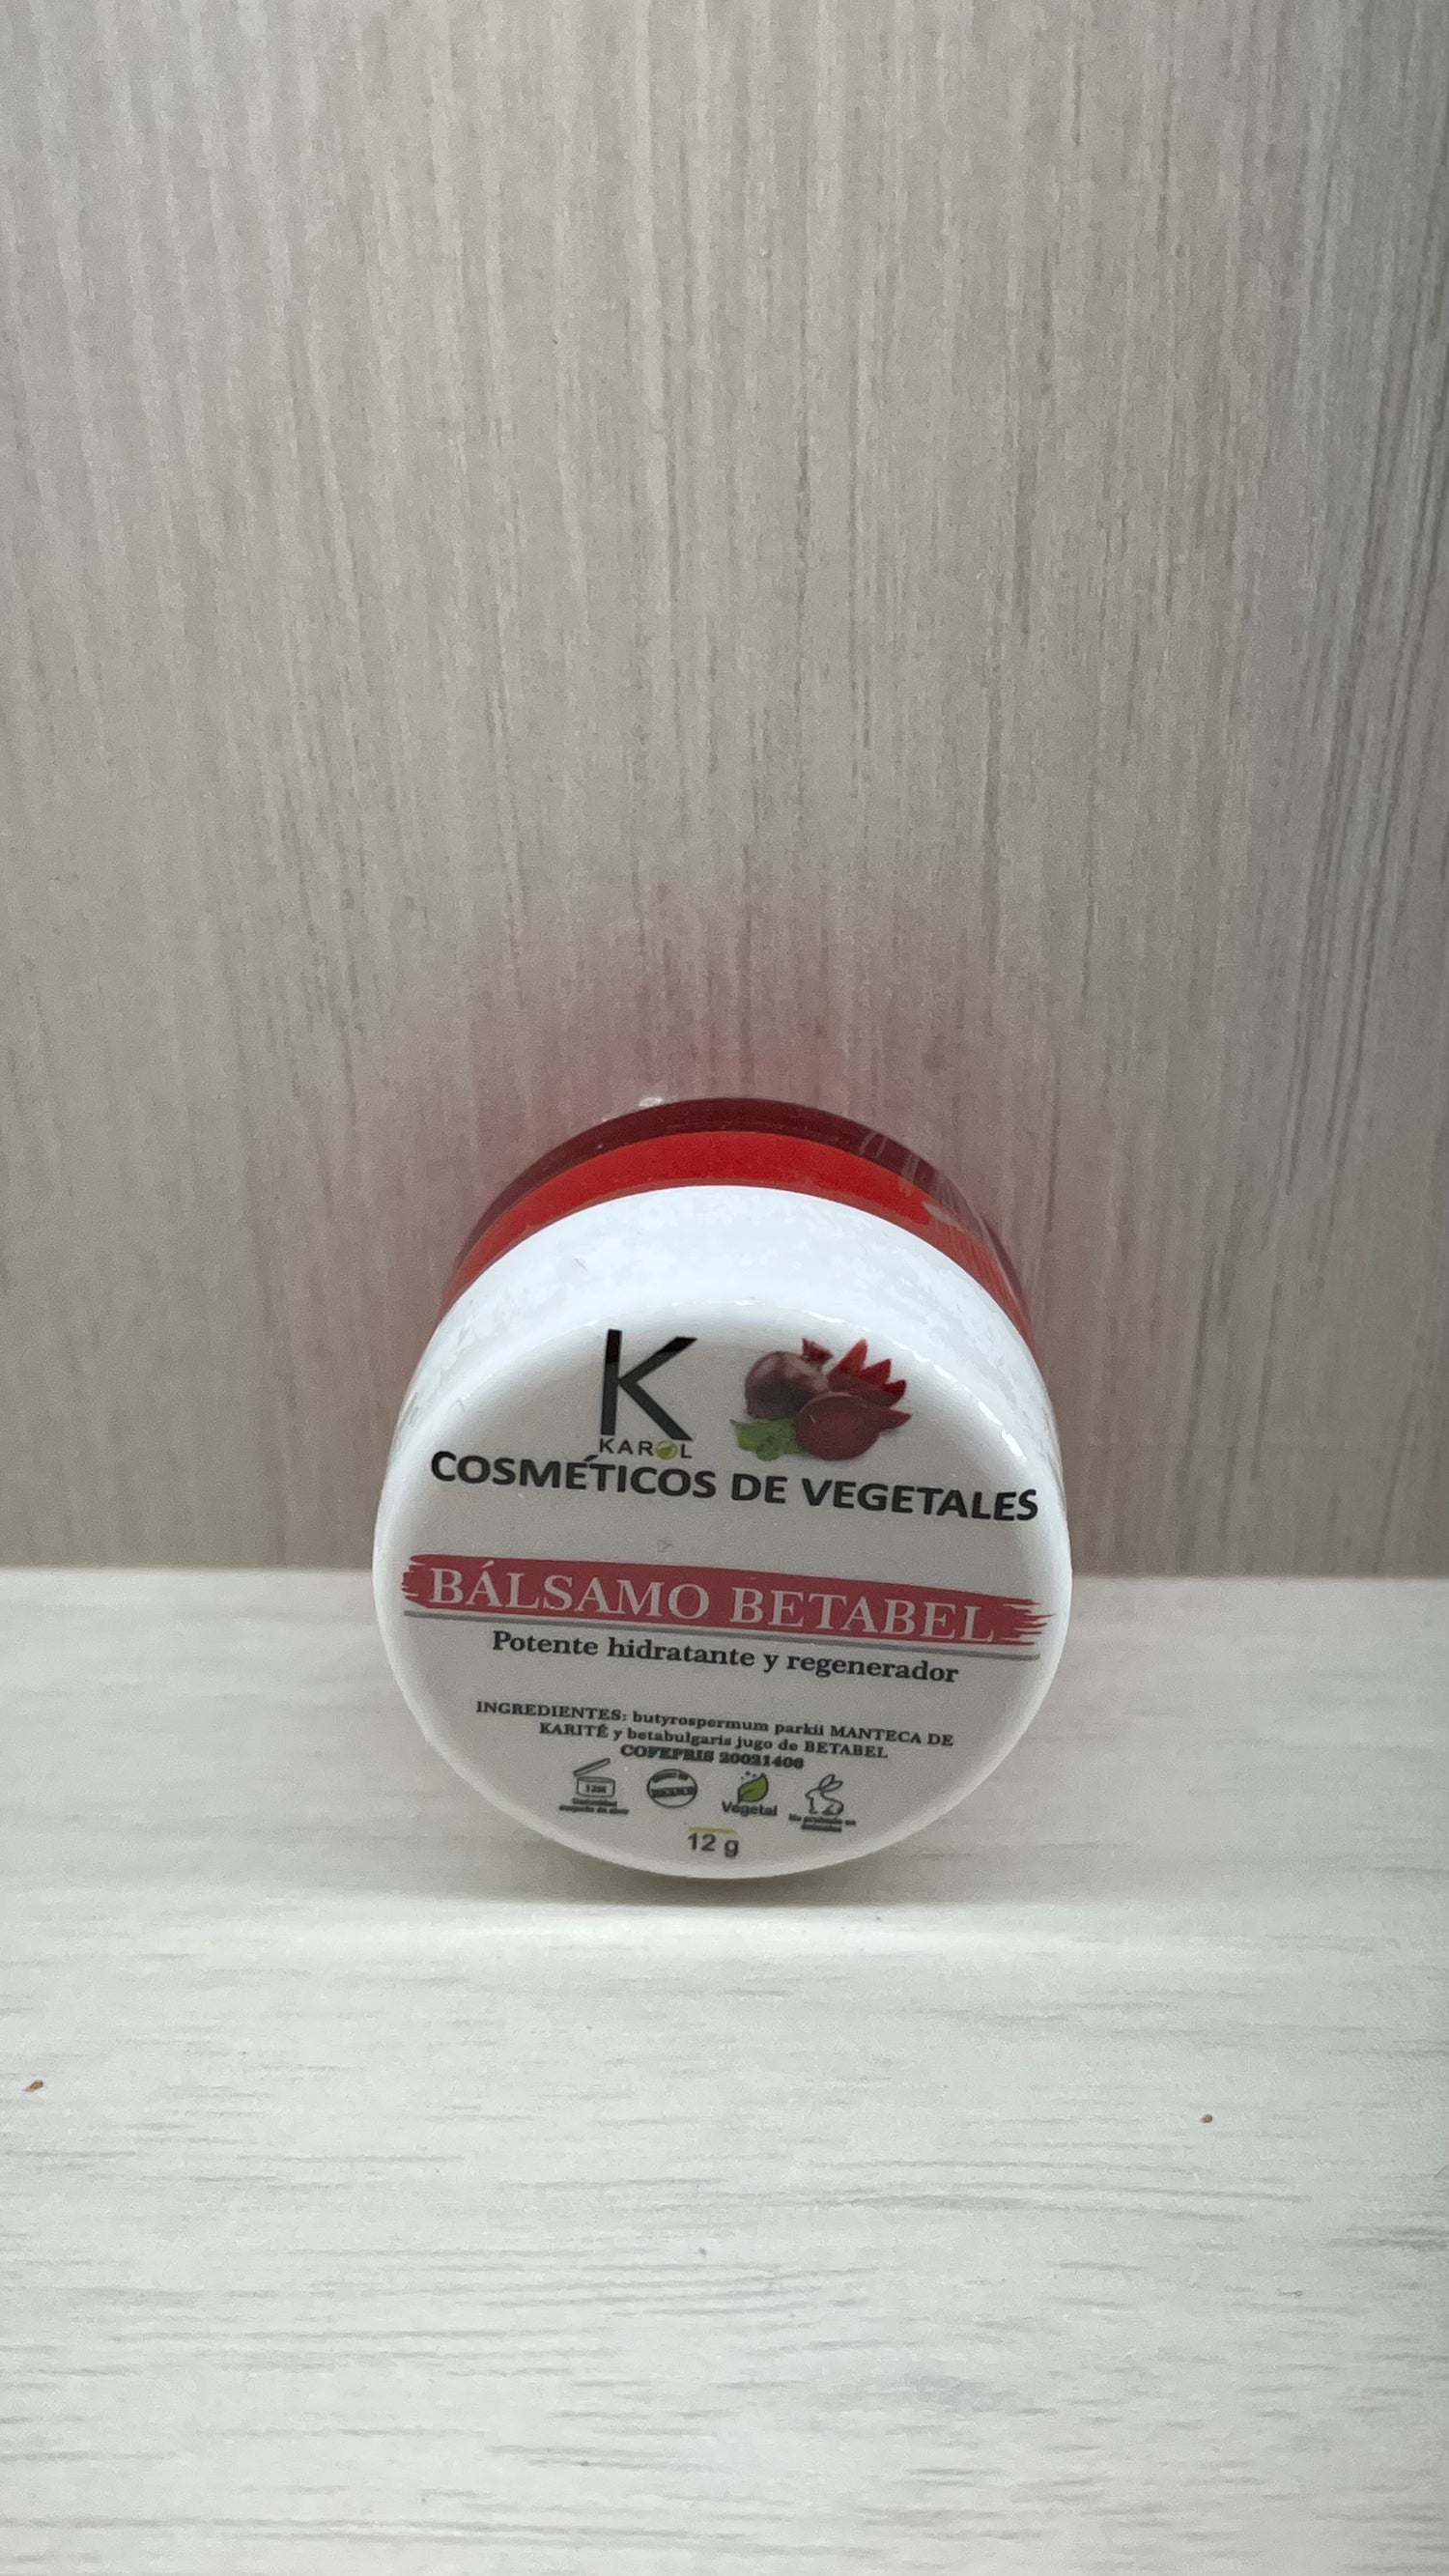 K
KAROL
COSMÉTICOS DE VEGETALES
BÁLSAMO BETABEL
Potente hidratante y regenerador
INGREDIENTES: butyrospermum parkii MANTECA DE
KARITÉ y betabulgaris jugo de BETABEL
COFEPRIS 20021406
Vegetal
12 g